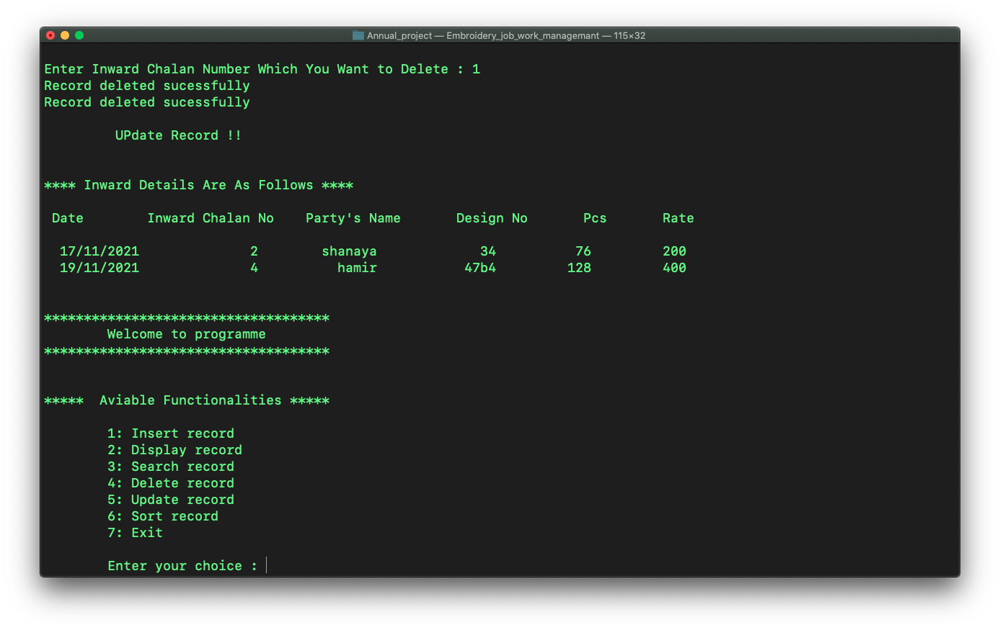 Annual_project — Embroidery_job_work_managemant — 115×32
Enter Inward Chalan Number Which You Want to Delete : 1
Record deleted sucessfully
Record deleted sucessfully
UPdate Record !!
**** Inward Details Are As Follows ****
Date Inward Chalan No Party's Name Design No Pcs Rate
17/11/2021 2 shanaya 34 76 200
19/11/2021 4 hamir 47b4 128 400
************************************
Welcome to programme
************************************
***** Aviable Functionalities *****
1: Insert record
2: Display record
3: Search record
4: Delete record
5: Update record
6: Sort record
7: Exit
Enter your choice :